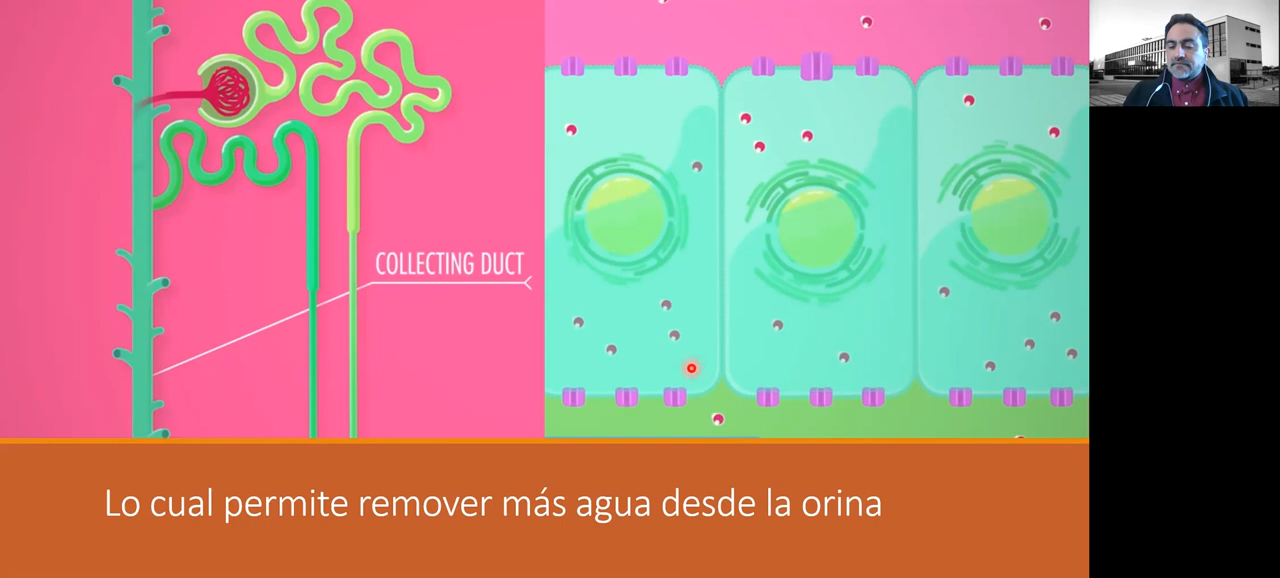 COLLECTING DUCT
Lo cual permite remover más agua desde la orina